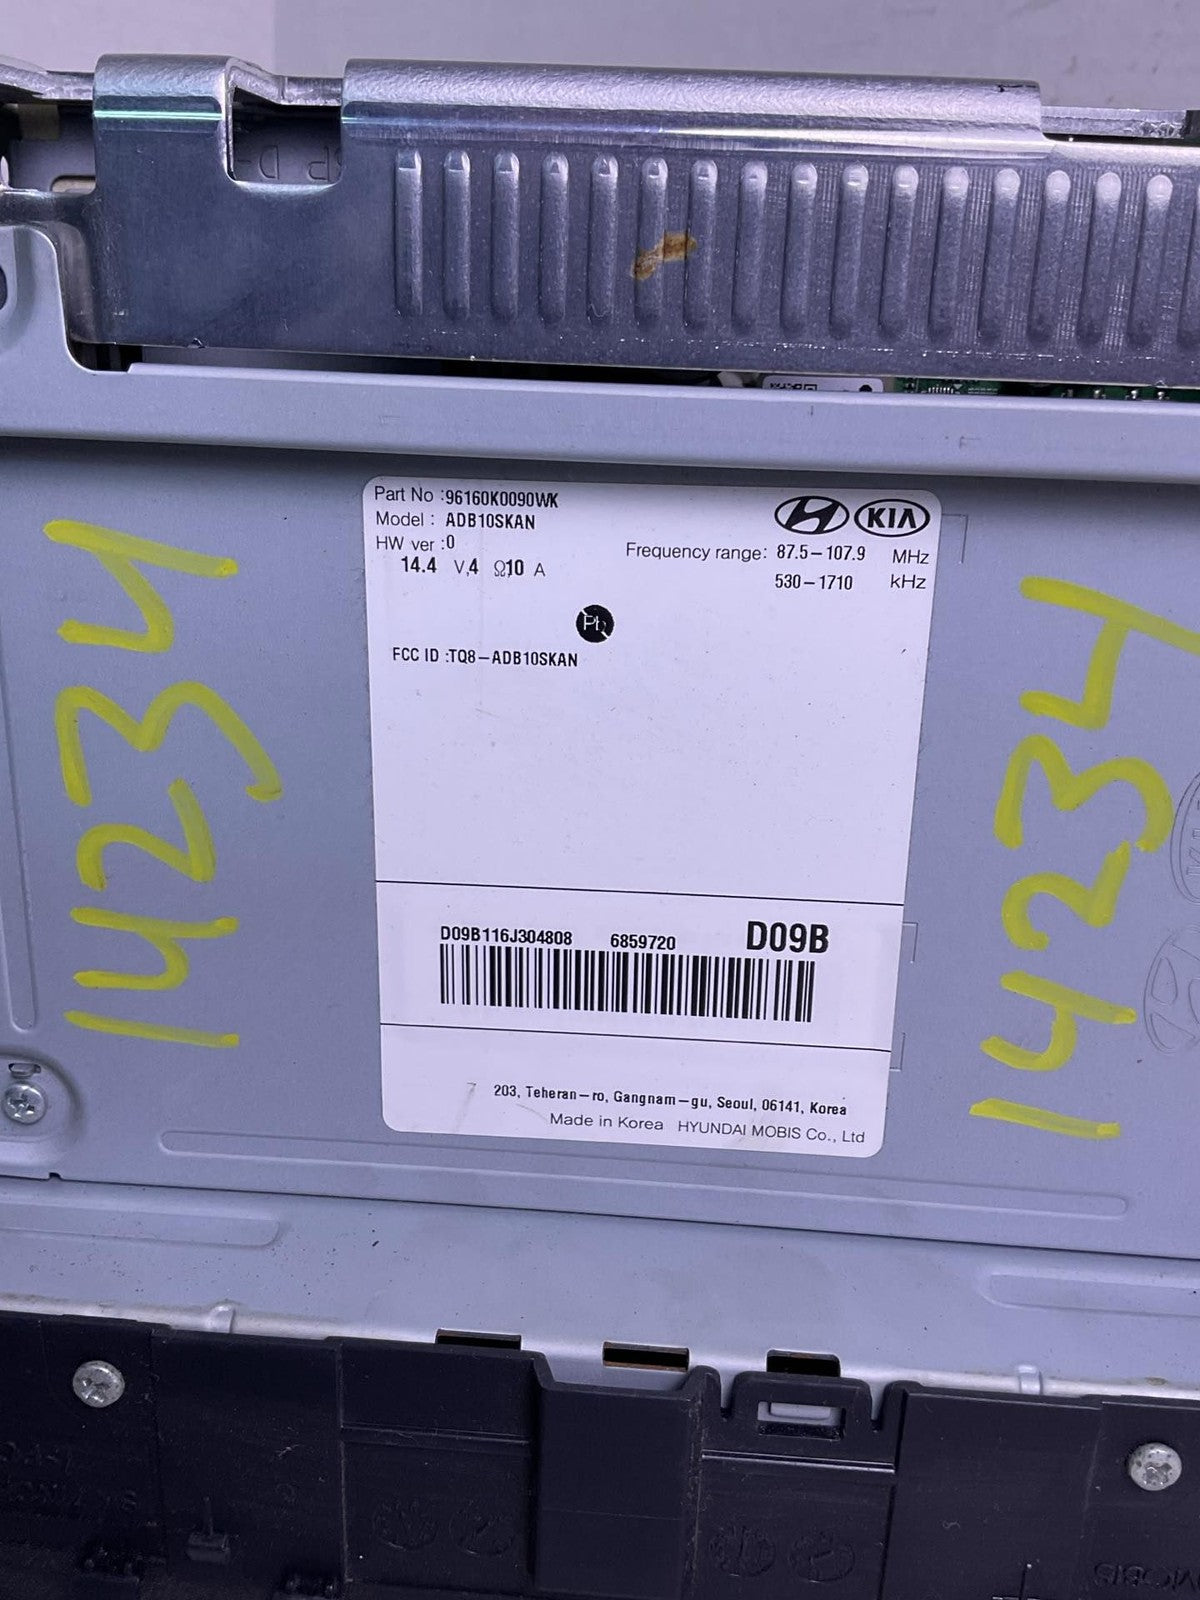 Part No :96160K0090WK
Model : ADB10SKAN
HW ver :0
14.4 V,4 Ω,10 A
KIA
Frequency range: 87.5-107.9 MHz
530-1710 kHz
Pb
FCC ID :TQ8-ADB10SKAN
D09B116J304808 6859720 D09B
203, Teheran-ro, Gangnam-gu, Seoul, 06141, Korea
Made in Korea HYUNDAI MOBIS Co., Ltd
14234
14234